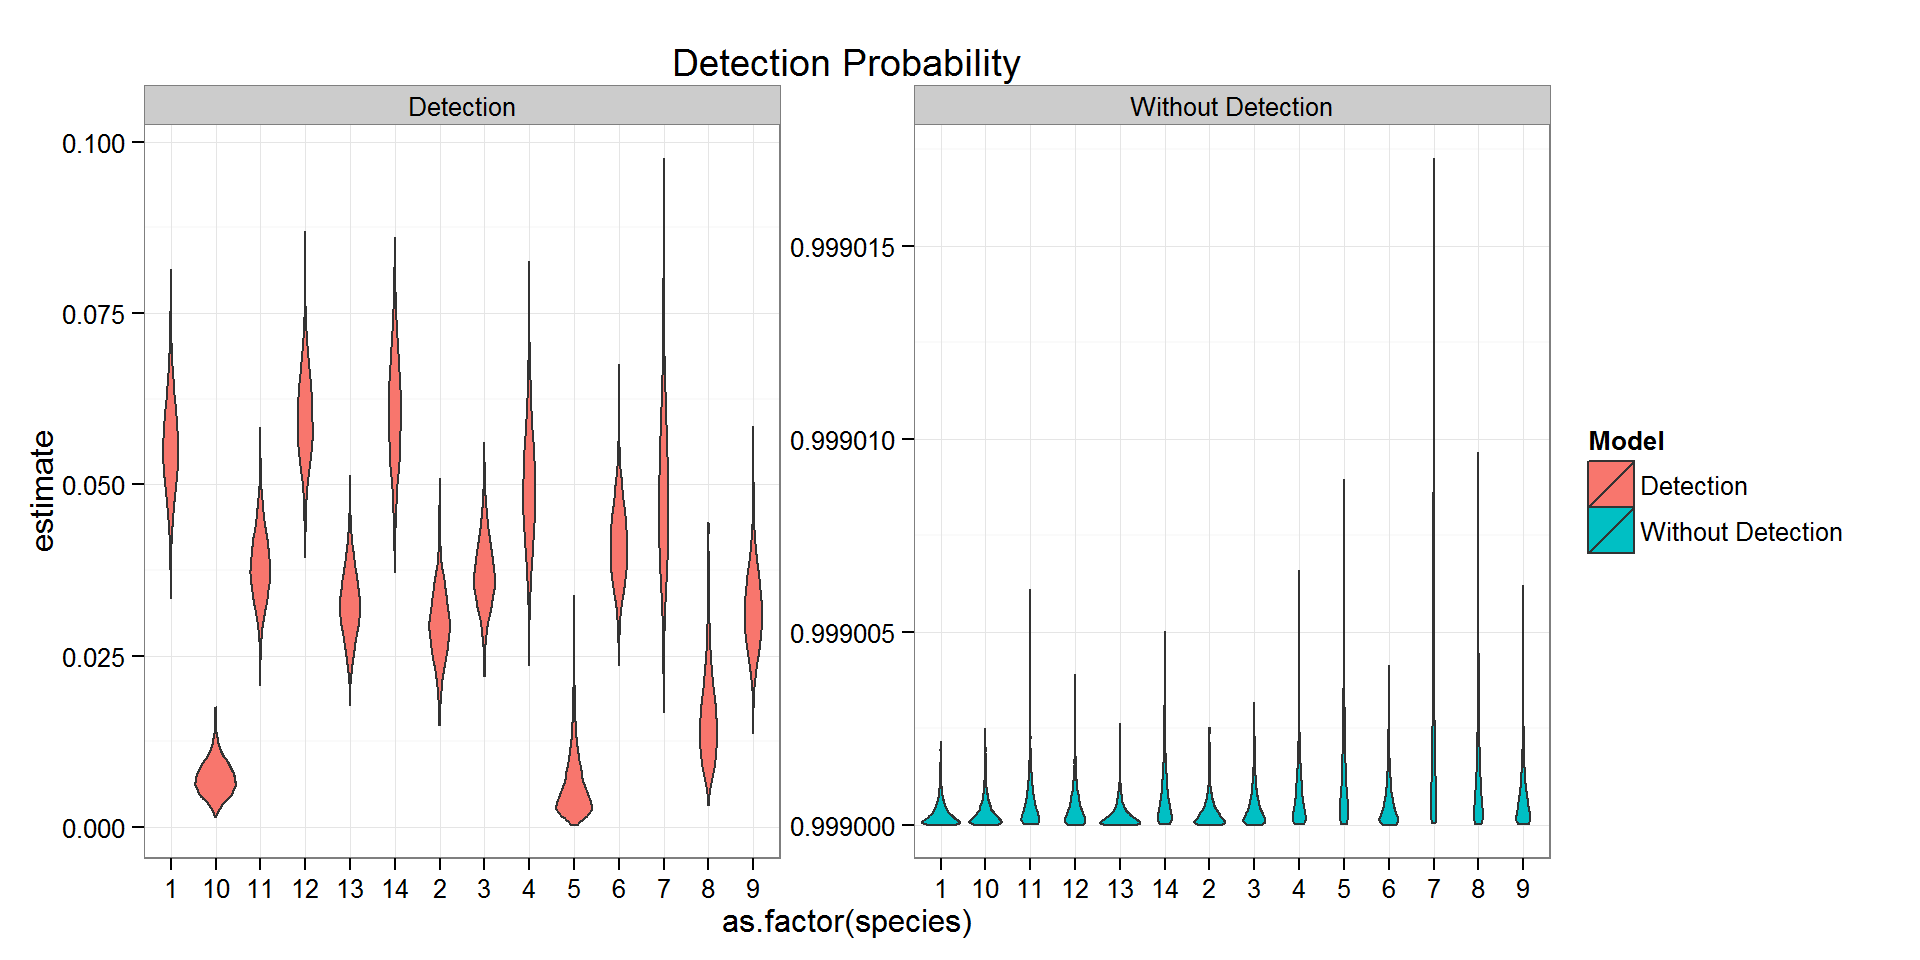 Detection Probability
Detection
Without Detection
0.100
0.075
0.050
0.025
0.000
estimate
0.999015
0.999010
0.999005
0.999000
1 10 11 12 13 14 2 3 4 5 6 7 8 9
1 10 11 12 13 14 2 3 4 5 6 7 8 9
as.factor(species)
Model
Detection
Without Detection